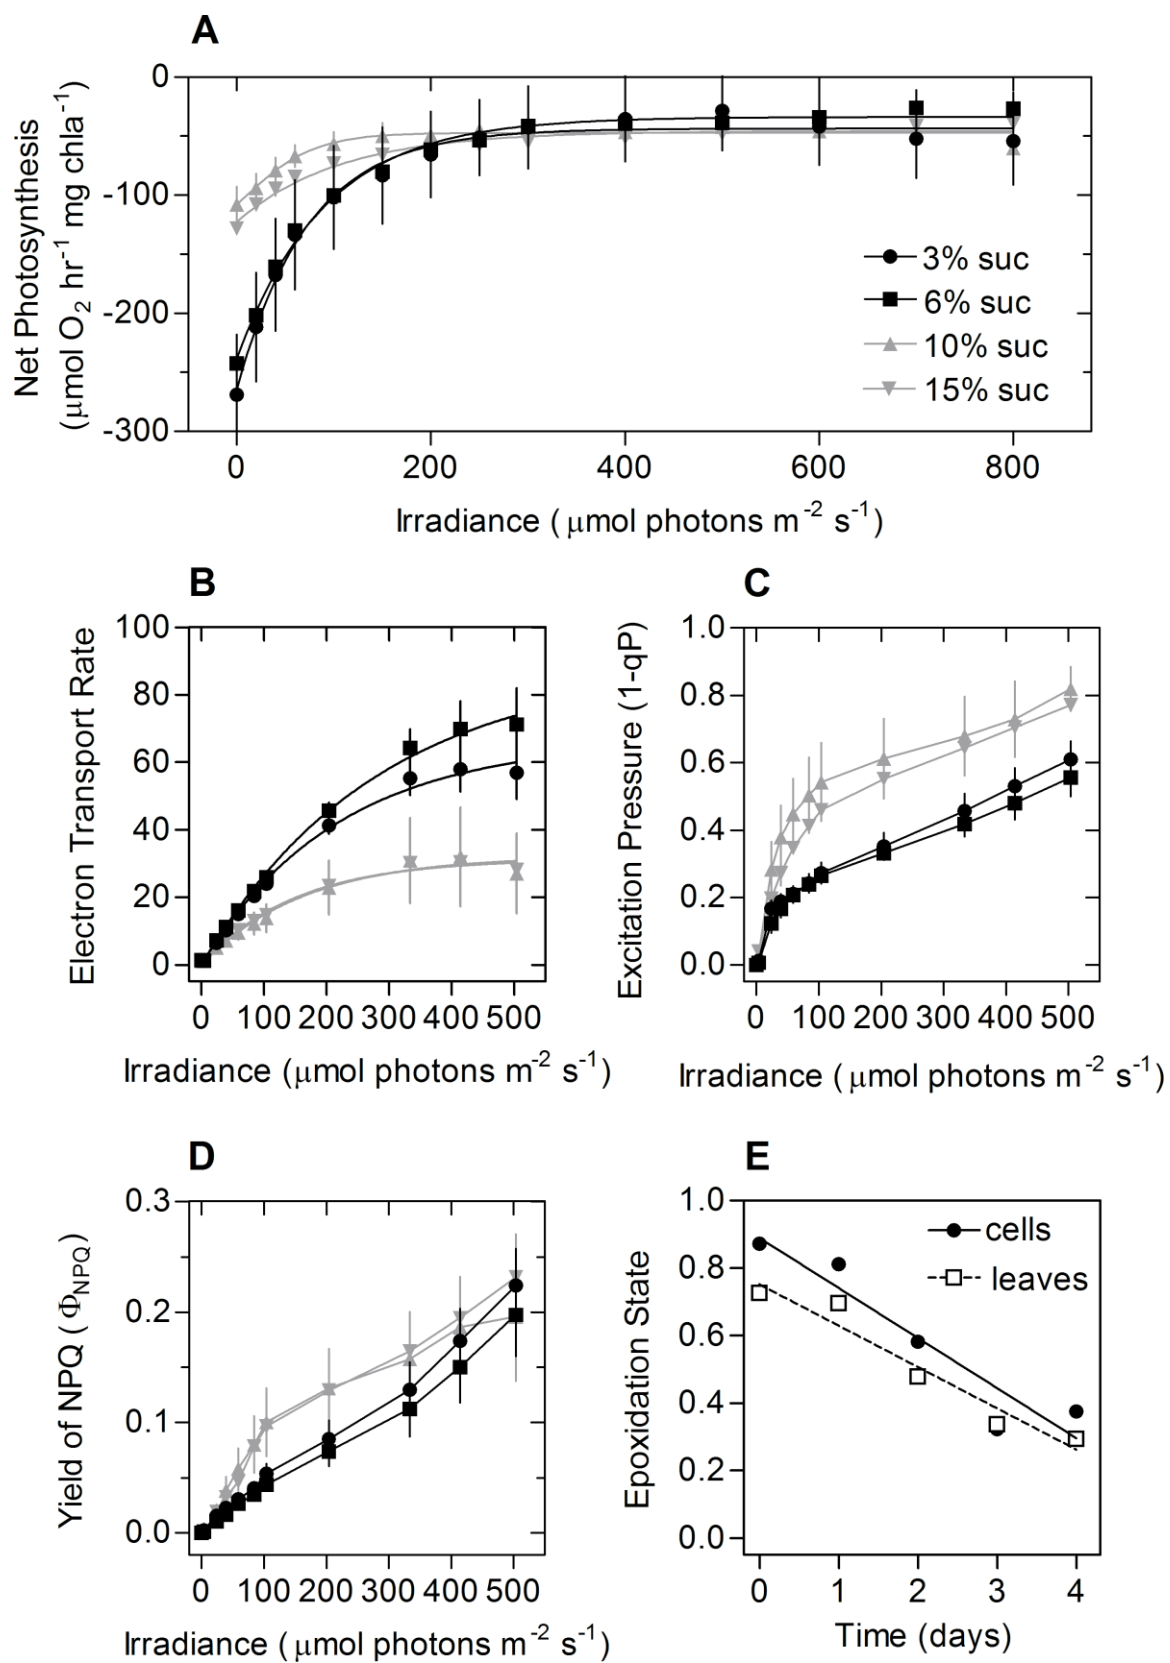 A
Net Photosynthesis
(μmol O₂ hr⁻¹ mg chla⁻¹)
0
-100
-200
-300
3% suc
6% suc
10% suc
15% suc
0 200 400 600 800
Irradiance ( μmol photons m⁻² s⁻¹)
B
Electron Transport Rate
100
80
60
40
20
0
0 100 200 300 400 500
Irradiance (μmol photons m⁻² s⁻¹)
C
Excitation Pressure (1-qP)
1.0
0.8
0.6
0.4
0.2
0.0
0 100 200 300 400 500
Irradiance ( μmol photons m⁻² s⁻¹)
D
Yield of NPQ ( Φ_NPQ)
0.3
0.2
0.1
0.0
0 100 200 300 400 500
Irradiance (μmol photons m⁻² s⁻¹)
E
Epoxidation State
1.0
0.8
0.6
0.4
0.2
0.0
cells
leaves
0 1 2 3 4
Time (days)